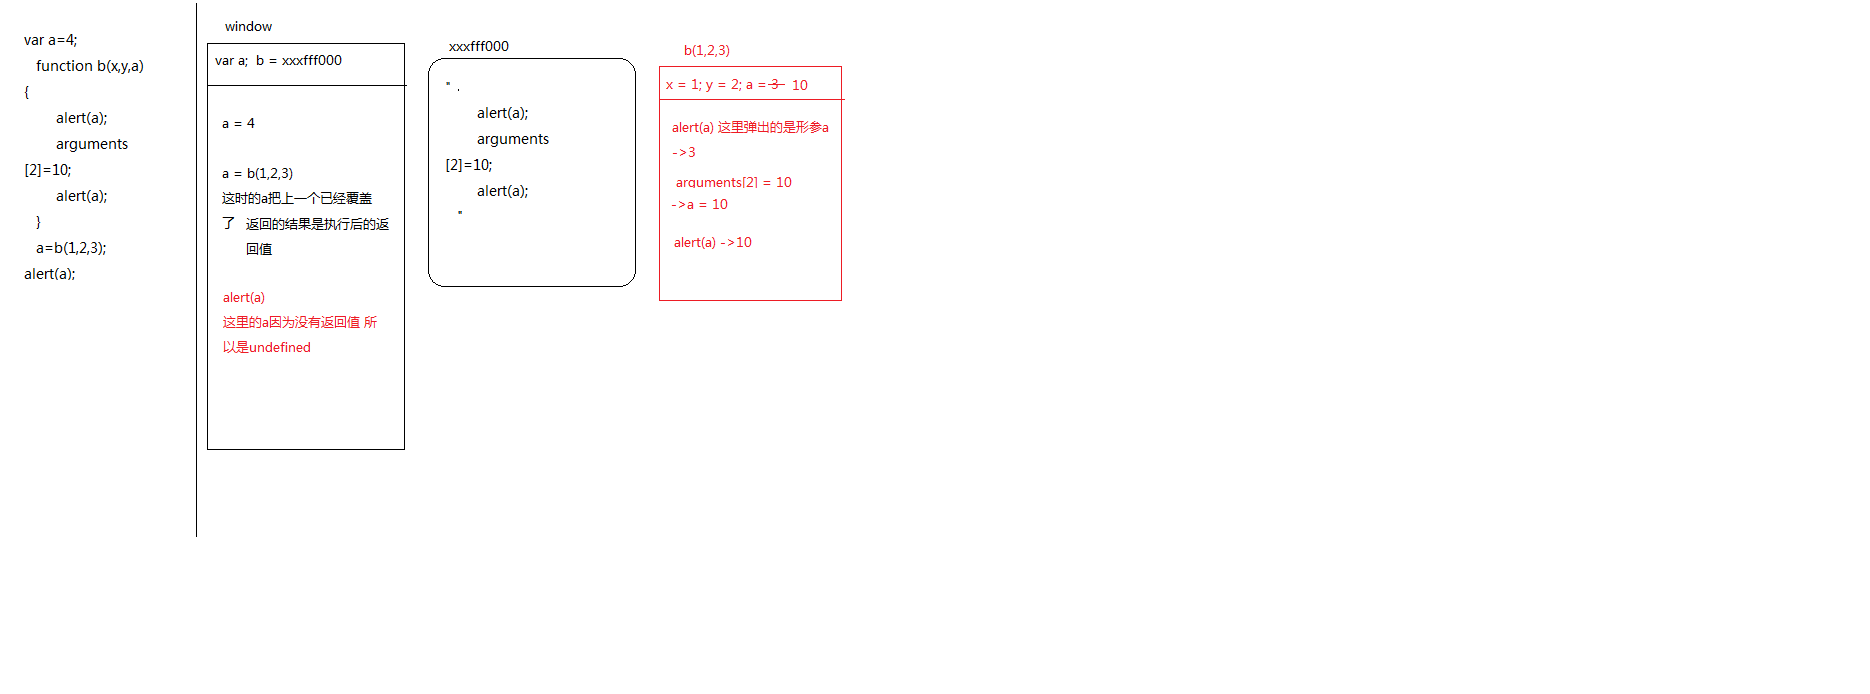 var a=4;
function b(x,y,a)
{
alert(a);
arguments
[2]=10;
alert(a);
}
a=b(1,2,3);
alert(a);
window
var a; b = xxxfff000
a = 4
a = b(1,2,3)
这时的a把上一个已经覆盖
了 返回的结果是执行后的返
回值
alert(a)
这里的a因为没有返回值 所
以是undefined
xxxfff000
" .
alert(a);
arguments
[2]=10;
alert(a);
"
b(1,2,3)
x = 1; y = 2; a = 3 10
alert(a) 这里弹出的是形参a
->3
arguments[2] = 10
->a = 10
alert(a) ->10